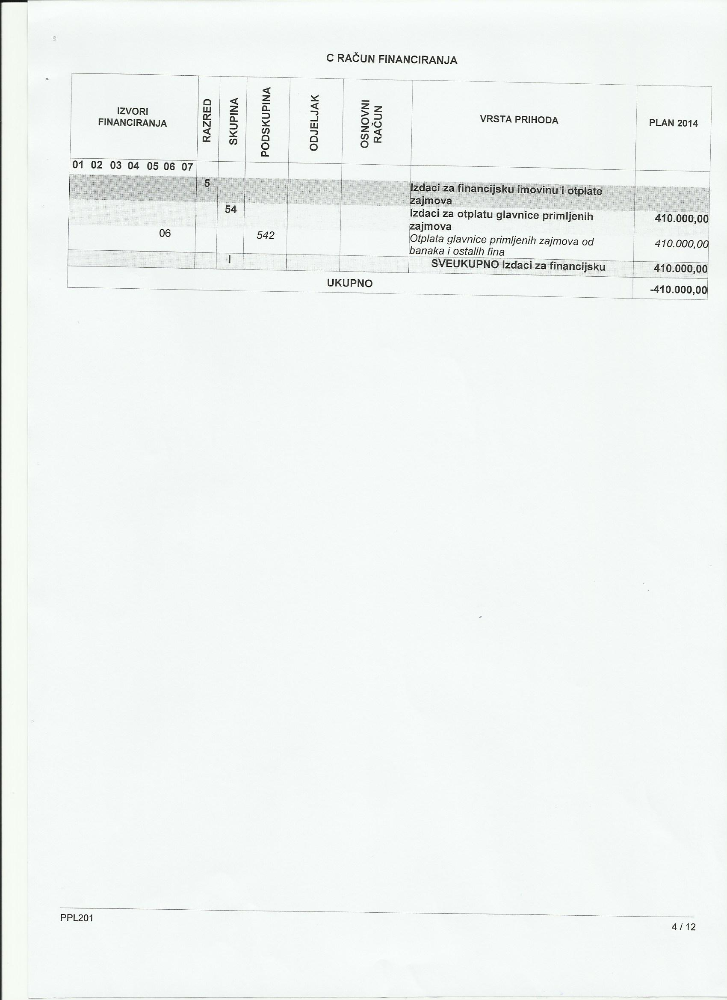 C RAČUN FINANCIRANJA
IZVORI
FINANCIRANJA
RAZRED
SKUPINA
PODSKUPINA
ODJELJAK
OSNOVNI
RAČUN
VRSTA PRIHODA
PLAN 2014
01 02 03 04 05 06 07
5
Izdaci za financijsku imovinu i otplate
zajmova
54
Izdaci za otplatu glavnice primljenih
zajmova
410.000,00
06
542
Otplata glavnice primljenih zajmova od
banaka i ostalih fina
410.000,00
I
SVEUKUPNO Izdaci za financijsku
410.000,00
UKUPNO
-410.000,00
PPL201
4 / 12